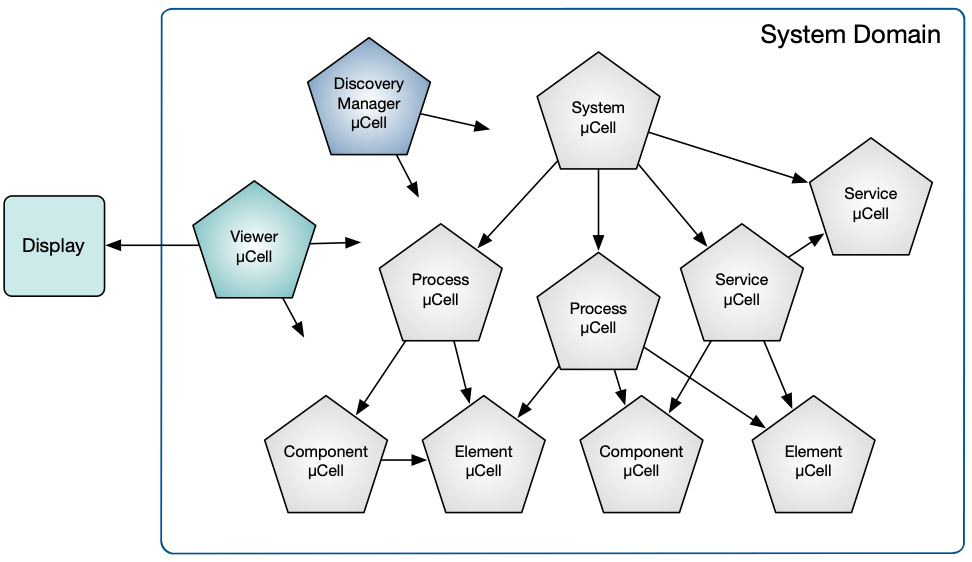 System Domain
Discovery
Manager
µCell
System
µCell
Service
µCell
Display
Viewer
µCell
Process
µCell
Process
µCell
Service
µCell
Component
µCell
Element
µCell
Component
µCell
Element
µCell